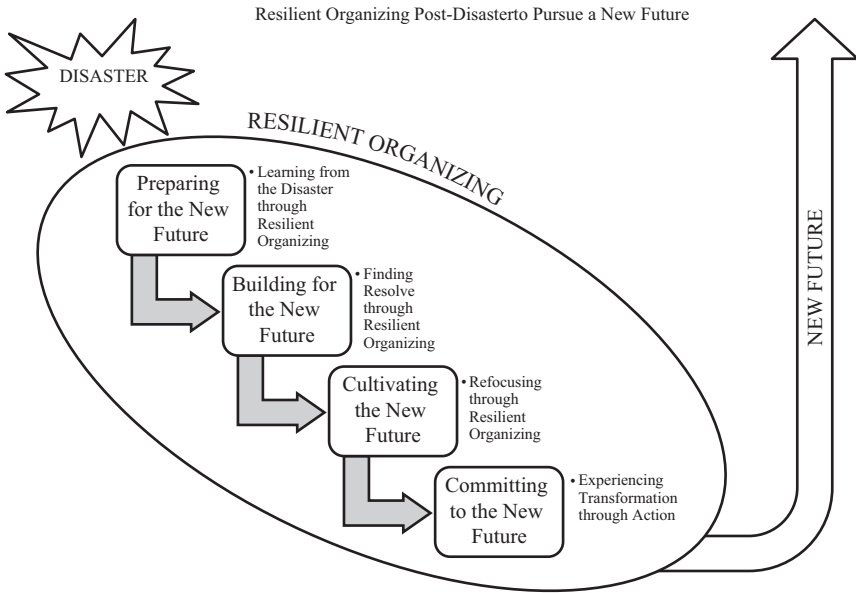 Resilient Organizing Post-Disasterto Pursue a New Future
DISASTER
RESILIENT ORGANIZING
Preparing
for the New
Future
• Learning from
the Disaster
through
Resilient
Organizing
Building for
the New
Future
• Finding
Resolve
through
Resilient
Organizing
Cultivating
the New
Future
• Refocusing
through
Resilient
Organizing
Committing
to the New
Future
• Experiencing
Transformation
through Action
NEW FUTURE